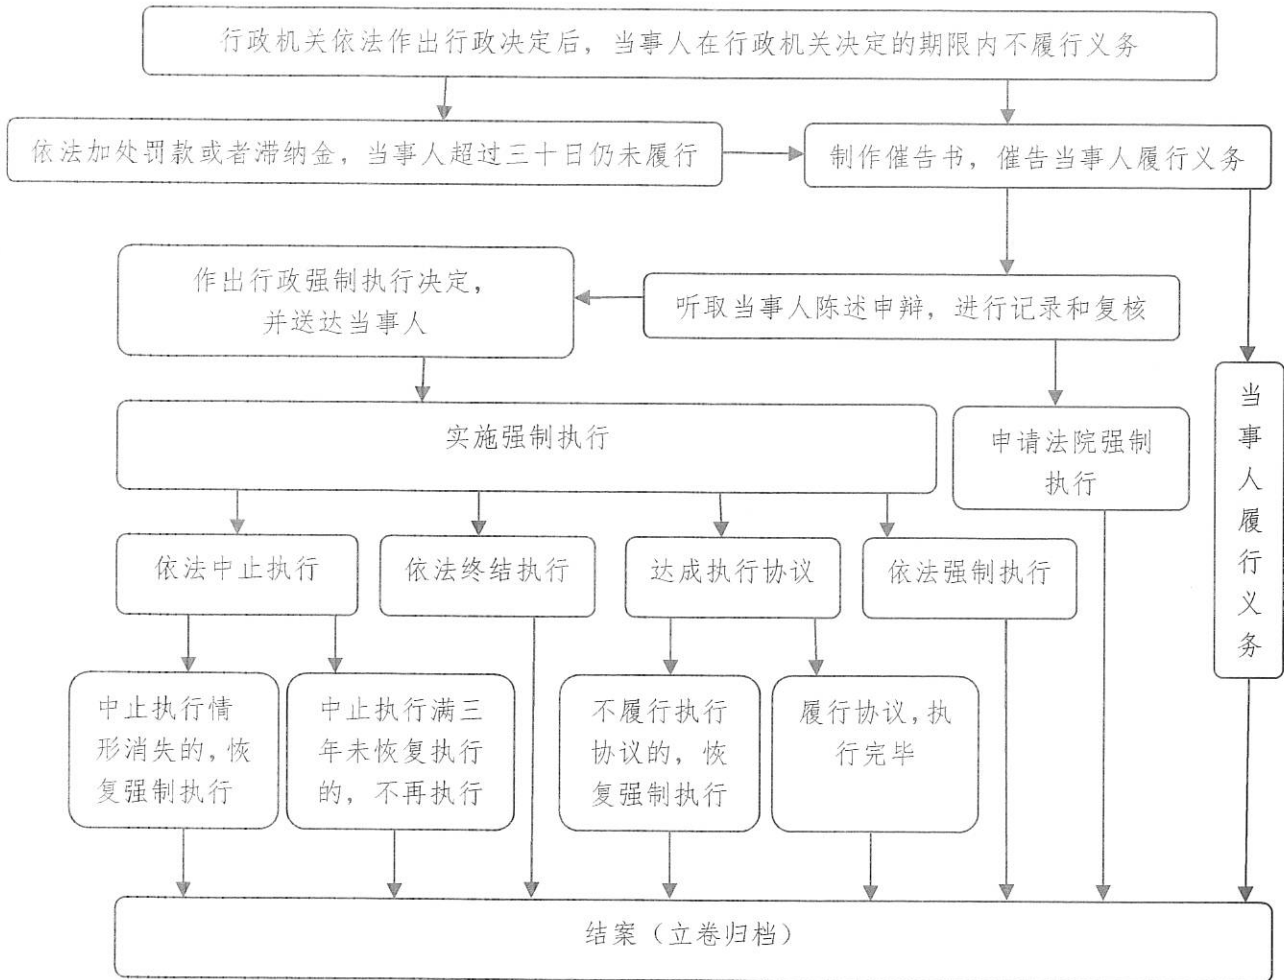 行政机关依法作出行政决定后，当事人在行政机关决定的期限内不履行义务
依法加处罚款或者滞纳金，当事人超过三十日仍未履行
制作催告书，催告当事人履行义务
作出行政强制执行决定，
并送达当事人
听取当事人陈述申辩，进行记录和复核
当事人履行义务
实施强制执行
申请法院强制
执行
依法中止执行
依法终结执行
达成执行协议
依法强制执行
中止执行情
形消失的，恢
复强制执行
中止执行满三
年未恢复执行
的，不再执行
不履行执行
协议的，恢
复强制执行
履行协议，执
行完毕
结案（立卷归档）